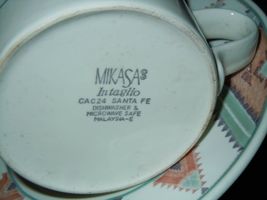 MIKASA
Intaglio
CAC24 SANTA FE
DISHWASHER &
MICROWAVE SAFE
MALAYSIA-E